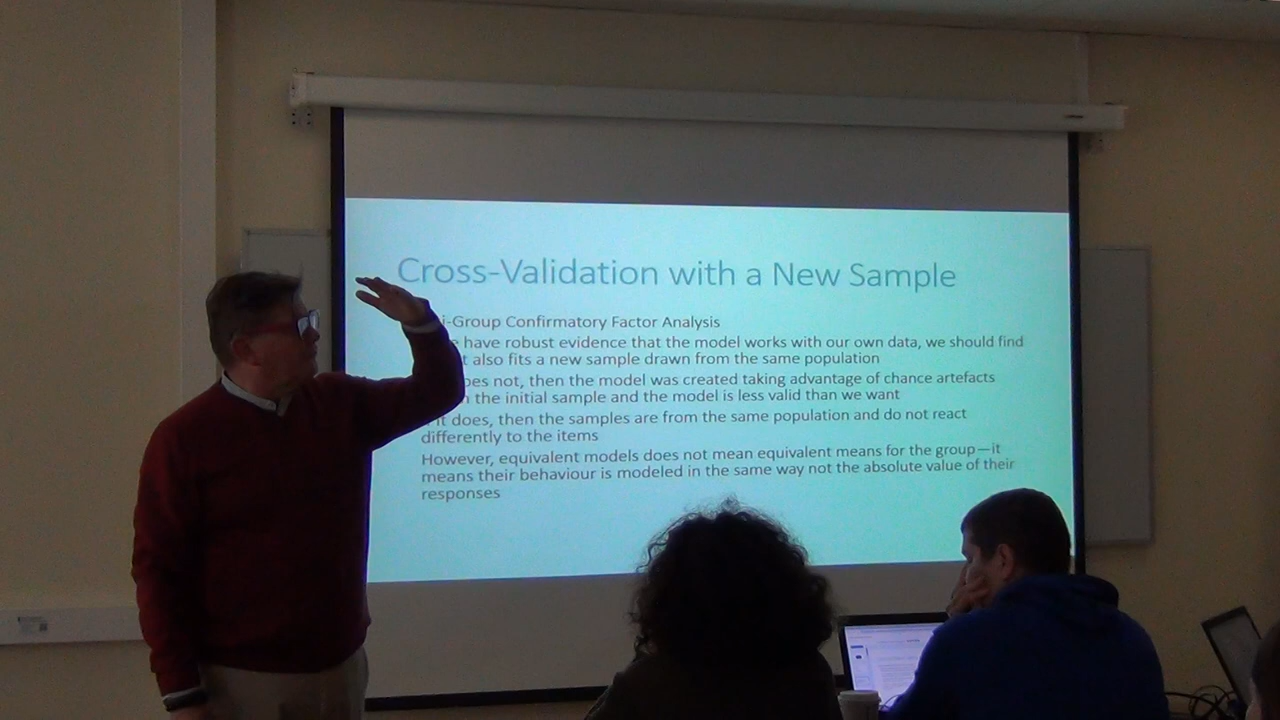 Cross-Validation with a New Sample
i-Group Confirmatory Factor Analysis
have robust evidence that the model works with our own data, we should find
also fits a new sample drawn from the same population
not, then the model was created taking advantage of chance artefacts
the initial sample and the model is less valid than we want
it does, then the samples are from the same population and do not react
differently to the items
However, equivalent models does not mean equivalent means for the group—it
means their behaviour is modeled in the same way not the absolute value of their
responses